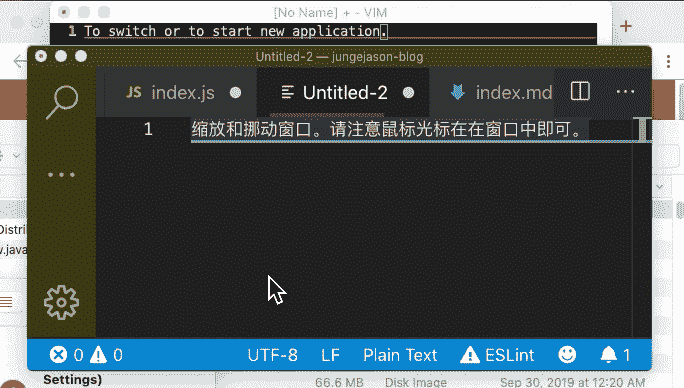 [No Name] + - VIM
1 To switch or to start new application.
Untitled-2 — jungejason-blog
JS index.js
Untitled-2
index.md
1 缩放和挪动窗口。请注意鼠标光标在在窗口中即可。
0 0 UTF-8 LF Plain Text ESLint 1
Settings)
66.6 MB Disk Image Sep 30, 2019 at 12:20 AM